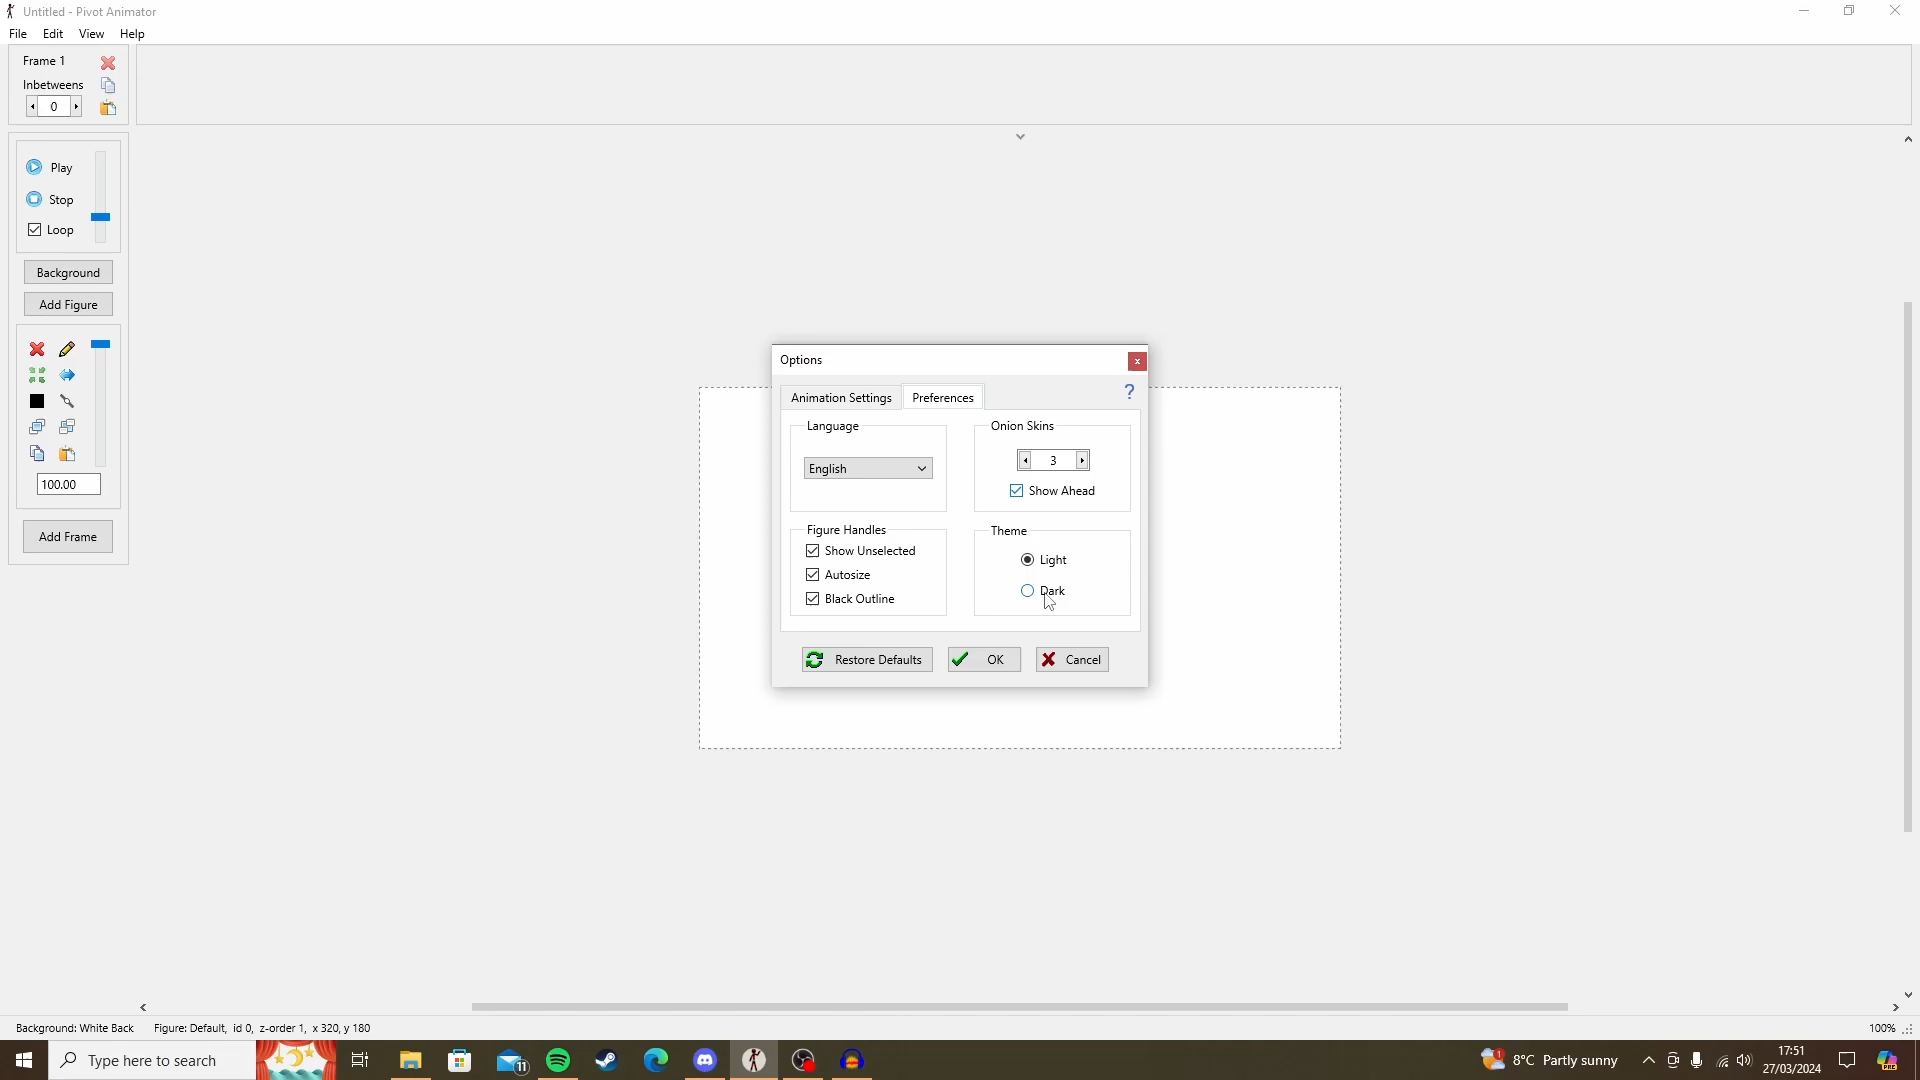 Untitled - Pivot Animator
File Edit View Help
Frame 1
Inbetweens
0
Play
Stop
Loop
Background
Add Figure
100.00
Add Frame
Options
Animation Settings Preferences ?
Language
English
Onion Skins
3
Show Ahead
Figure Handles
Show Unselected
Autosize
Black Outline
Theme
Light
Dark
Restore Defaults OK Cancel
Background: White Back Figure: Default, id 0, z-order 1, x 320, y 180 100%
Type here to search 11 1 8°C Partly sunny 17:51
27/03/2024
PRE